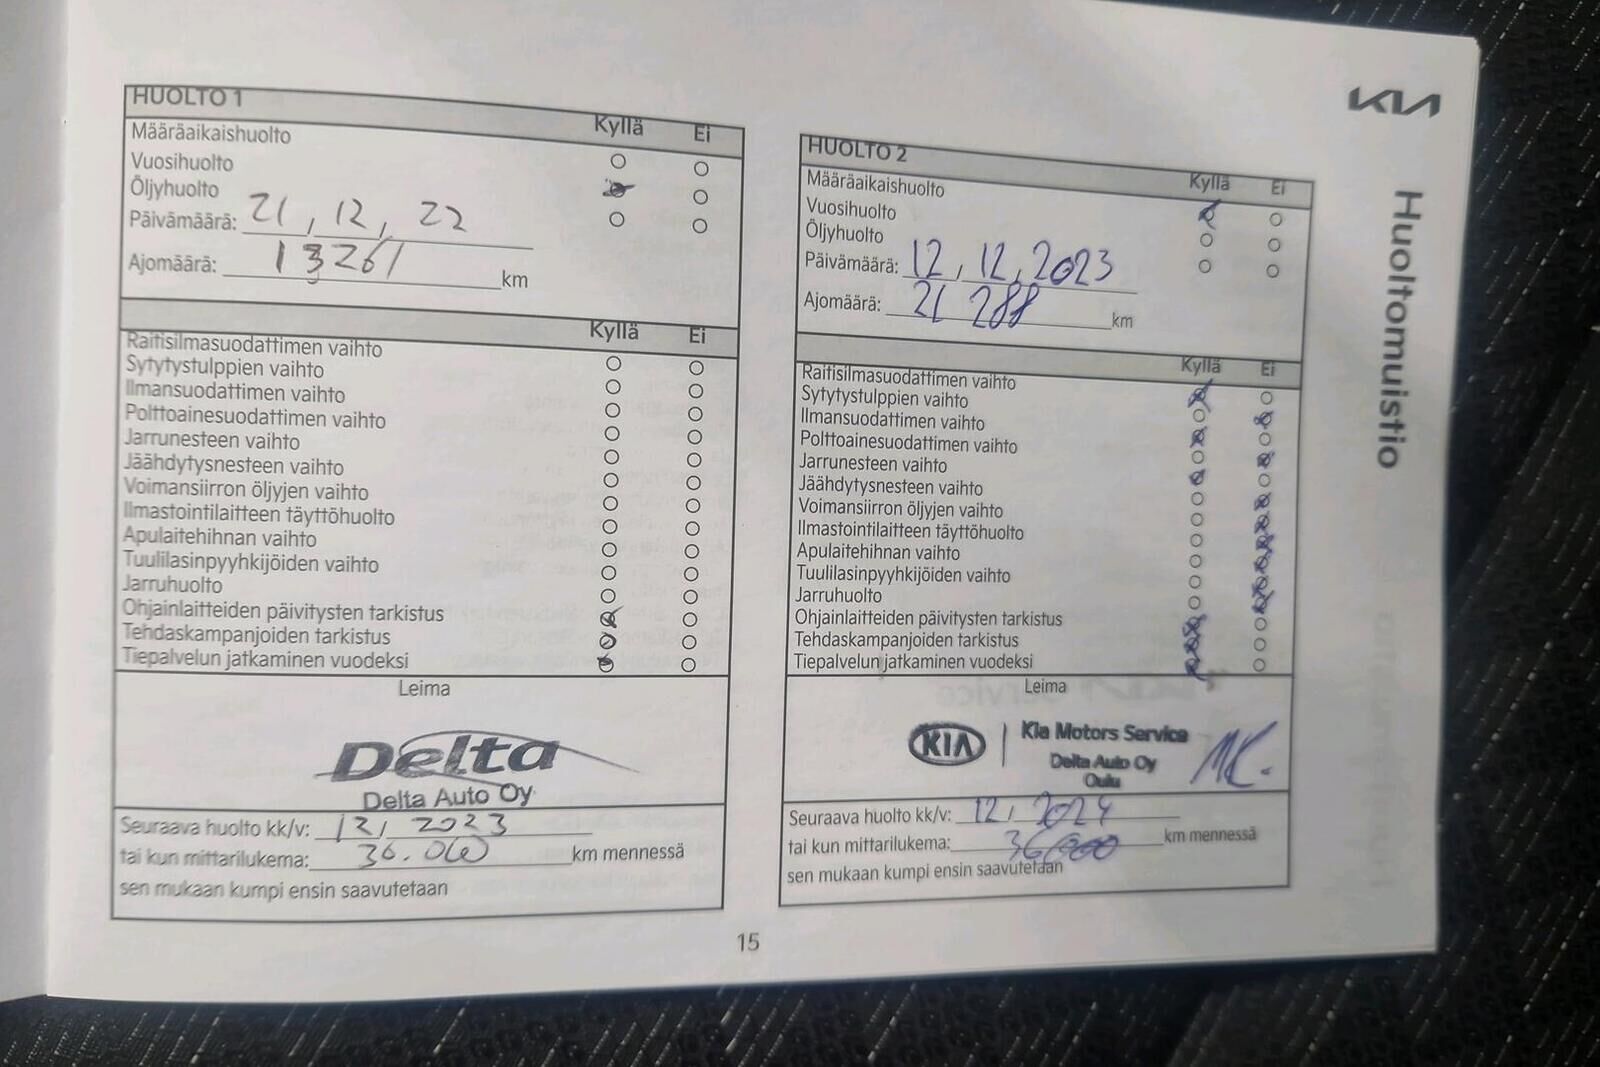 HUOLTO 1
Kyllä Ei
Määräaikaishuolto
Vuosihuolto
Öljyhuolto
Päivämäärä: 21, 12, 22
Ajomäärä: 13261 km
Kyllä Ei
Raitisilmasuodattimen vaihto
Sytytystulppien vaihto
Ilmansuodattimen vaihto
Polttoainesuodattimen vaihto
Jarrunesteen vaihto
Jäähdytysnesteen vaihto
Voimansiirron öljyjen vaihto
Ilmastointilaitteen täyttöhuolto
Apulaitehihnan vaihto
Tuulilasinpyyhkijöiden vaihto
Jarruhuolto
Ohjainlaitteiden päivitysten tarkistus
Tehdaskampanjoiden tarkistus
Tiepalvelun jatkaminen vuodeksi
Leima
Delta
Delta Auto Oy
Seuraava huolto kk/v: 12, 2023
tai kun mittarilukema: 36.000 km mennessä
sen mukaan kumpi ensin saavutetaan
HUOLTO 2
Kyllä Ei
Määräaikaishuolto
Vuosihuolto
Öljyhuolto
Päivämäärä: 12, 12, 2023
Ajomäärä: 21 288 km
Kyllä Ei
Raitisilmasuodattimen vaihto
Sytytystulppien vaihto
Ilmansuodattimen vaihto
Polttoainesuodattimen vaihto
Jarrunesteen vaihto
Jäähdytysnesteen vaihto
Voimansiirron öljyjen vaihto
Ilmastointilaitteen täyttöhuolto
Apulaitehihnan vaihto
Tuulilasinpyyhkijöiden vaihto
Jarruhuolto
Ohjainlaitteiden päivitysten tarkistus
Tehdaskampanjoiden tarkistus
Tiepalvelun jatkaminen vuodeksi
Leima
KIA Kia Motors Service
Delta Auto Oy
Oulu
Seuraava huolto kk/v: 12, 2024
tai kun mittarilukema: 36000 km mennessä
sen mukaan kumpi ensin saavutetaan
KIA
Huoltomuistio
15